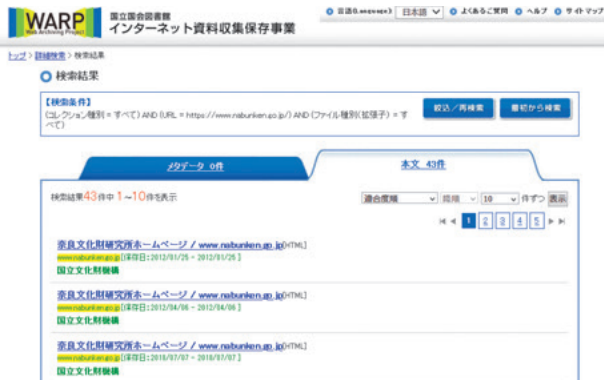 WARP
Web Archiving Project
国立国会図書館
インターネット資料収集保存事業
言語(Language) 日本語 よくあるご質問 ヘルプ サイトマップ
トップ > 詳細検索 > 検索結果
検索結果
【検索条件】
(コレクション種別 = すべて) AND (URL = https://www.nabunken.go.jp/) AND (ファイル種別(拡張子) = す
べて)
絞込/再検索 最初から検索
メタデータ 0件 本文 43件
検索結果43件中 1～10件を表示
適合度順 降順 10 件ずつ 表示
1 2 3 4 5
奈良文化財研究所ホームページ / www.nabunken.go.jp[HTML]
www.nabunken.go.jp [保存日:2012/01/25 - 2012/01/25 ]
国立文化財機構
奈良文化財研究所ホームページ / www.nabunken.go.jp[HTML]
www.nabunken.go.jp [保存日:2012/04/06 - 2012/04/06 ]
国立文化財機構
奈良文化財研究所ホームページ / www.nabunken.go.jp[HTML]
www.nabunken.go.jp [保存日:2010/07/07 - 2010/07/07 ]
国立文化財機構